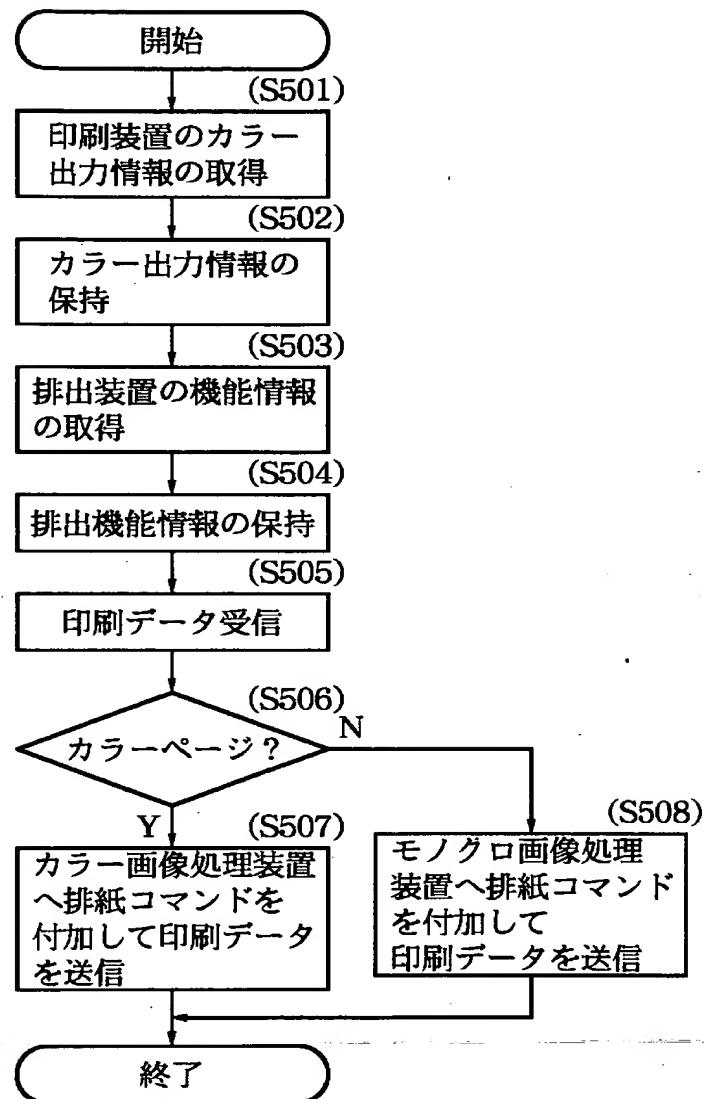 開始
(S501)
印刷装置のカラー
出力情報の取得
(S502)
カラー出力情報の
保持
(S503)
排出装置の機能情報
の取得
(S504)
排出機能情報の保持
(S505)
印刷データ受信
(S506)
カラーページ?
N
Y
(S507)
カラー画像処理装置
へ排紙コマンドを
付加して印刷データ
を送信
(S508)
モノクロ画像処理
装置へ排紙コマンド
を付加して
印刷データを送信
終了